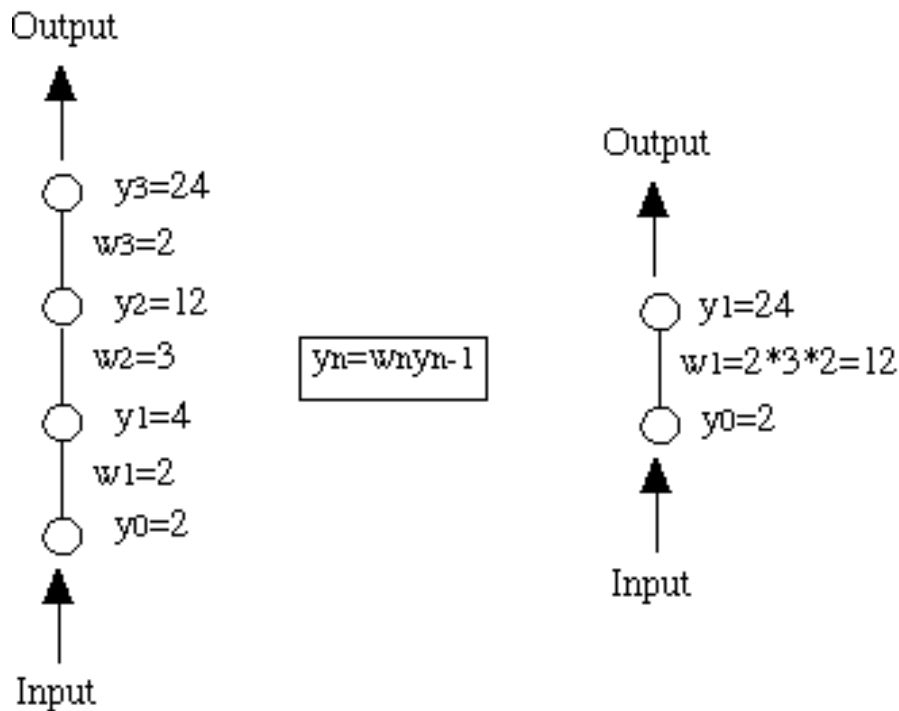 Output
y3=24
w3=2
y2=12
w2=3
y1=4
w1=2
y0=2
Input
yn=wnyn-1
Output
y1=24
w1=2*3*2=12
y0=2
Input